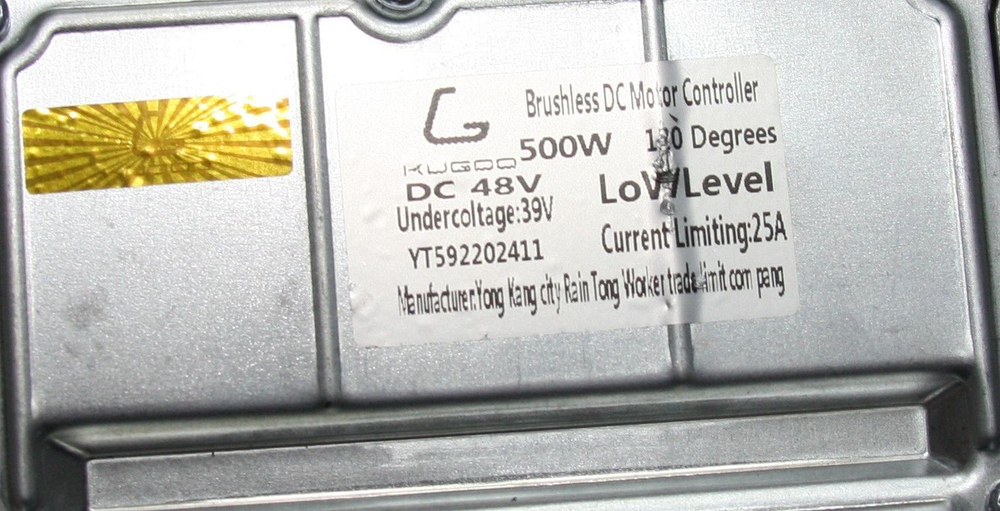 Brushless DC Motor Controller
KUGOO
500W
120 Degrees
DC 48V
LoW/Level
Undercoltage:39V
Current Limiting:25A
YT592202411
Manufacturer:Yong Kang city Rain Tong Worker trade limit com pang